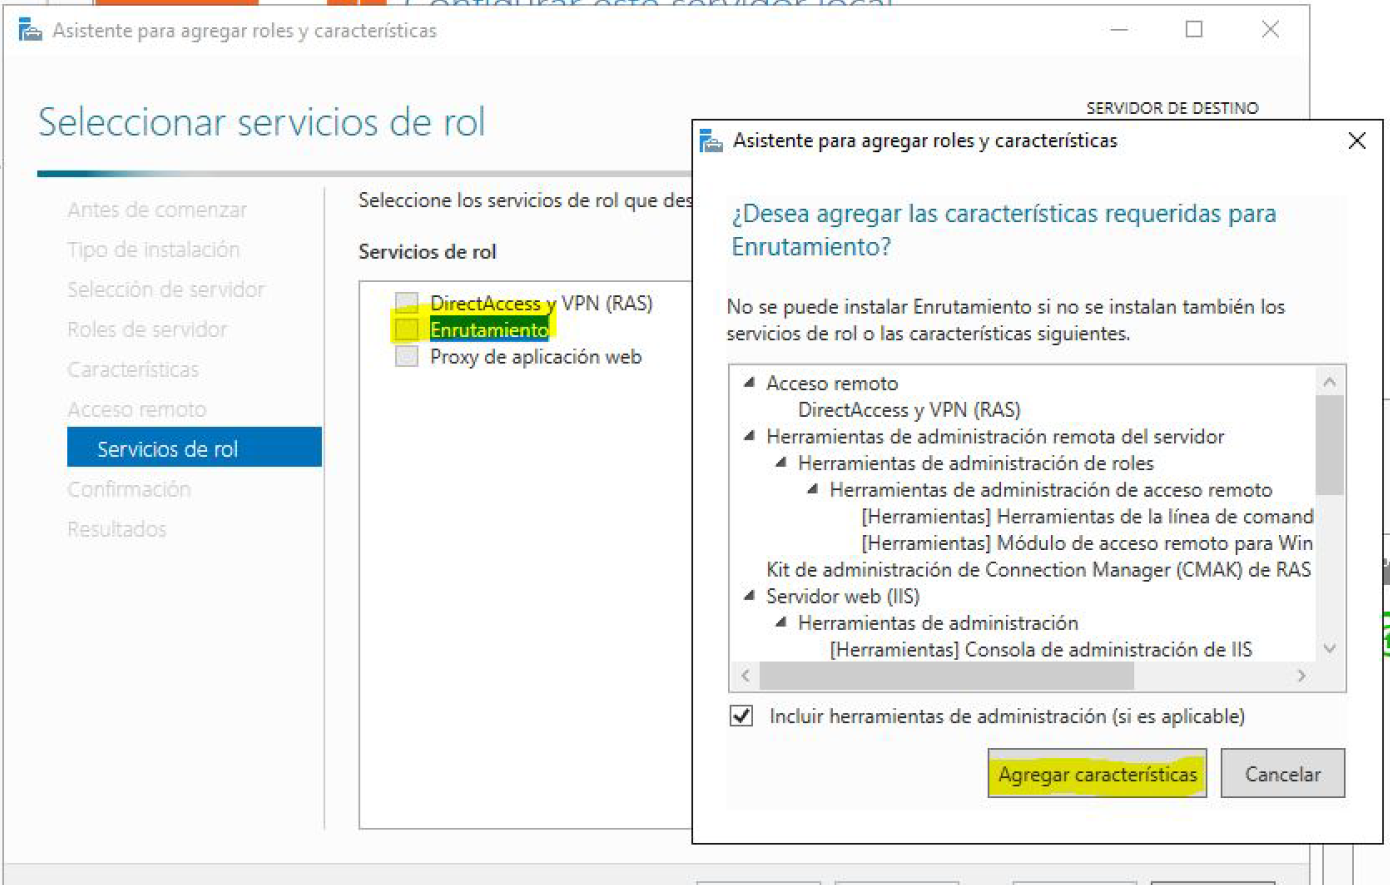 Configurar este servidor local
Asistente para agregar roles y características
Seleccionar servicios de rol
SERVIDOR DE DESTINO
Antes de comenzar
Tipo de instalación
Selección de servidor
Roles de servidor
Características
Acceso remoto
Servicios de rol
Confirmación
Resultados
Seleccione los servicios de rol que des
Servicios de rol
DirectAccess y VPN (RAS)
Enrutamiento
Proxy de aplicación web
Asistente para agregar roles y características
¿Desea agregar las características requeridas para
Enrutamiento?
No se puede instalar Enrutamiento si no se instalan también los
servicios de rol o las características siguientes.
Acceso remoto
DirectAccess y VPN (RAS)
Herramientas de administración remota del servidor
Herramientas de administración de roles
Herramientas de administración de acceso remoto
[Herramientas] Herramientas de la línea de comand
[Herramientas] Módulo de acceso remoto para Win
Kit de administración de Connection Manager (CMAK) de RAS
Servidor web (IIS)
Herramientas de administración
[Herramientas] Consola de administración de IIS
Incluir herramientas de administración (si es aplicable)
Agregar características
Cancelar